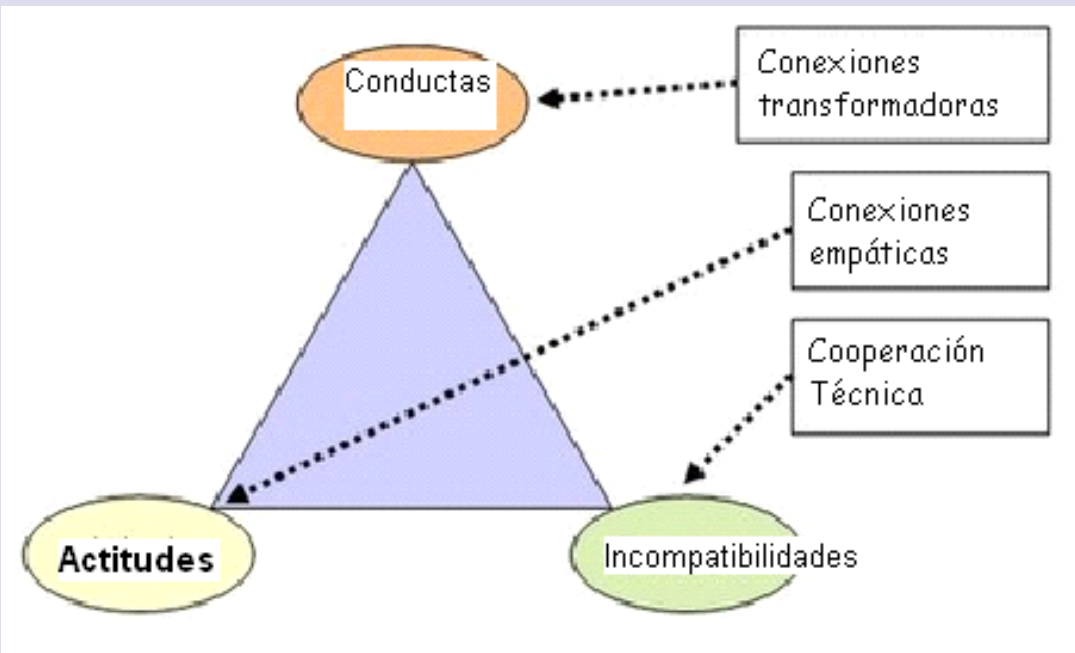 Conductas
Conexiones
transformadoras
Conexiones
empáticas
Cooperación
Técnica
Actitudes
Incompatibilidades